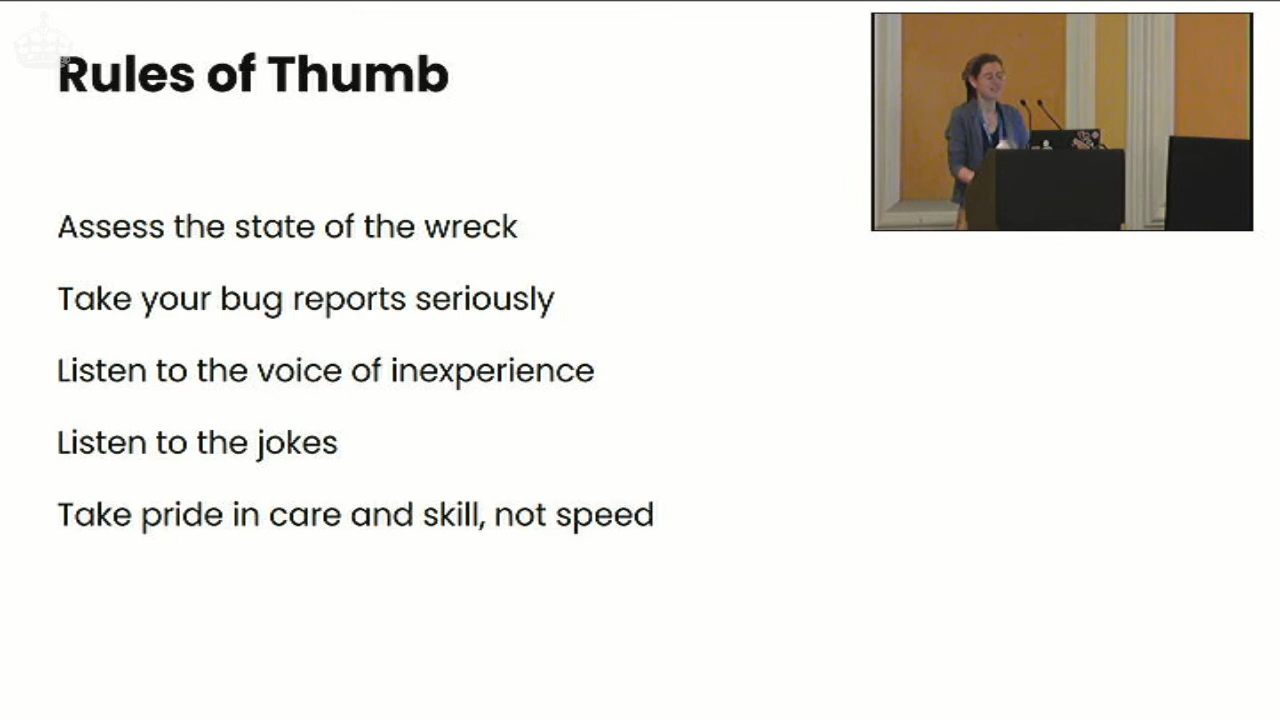 Rules of Thumb
Assess the state of the wreck
Take your bug reports seriously
Listen to the voice of inexperience
Listen to the jokes
Take pride in care and skill, not speed